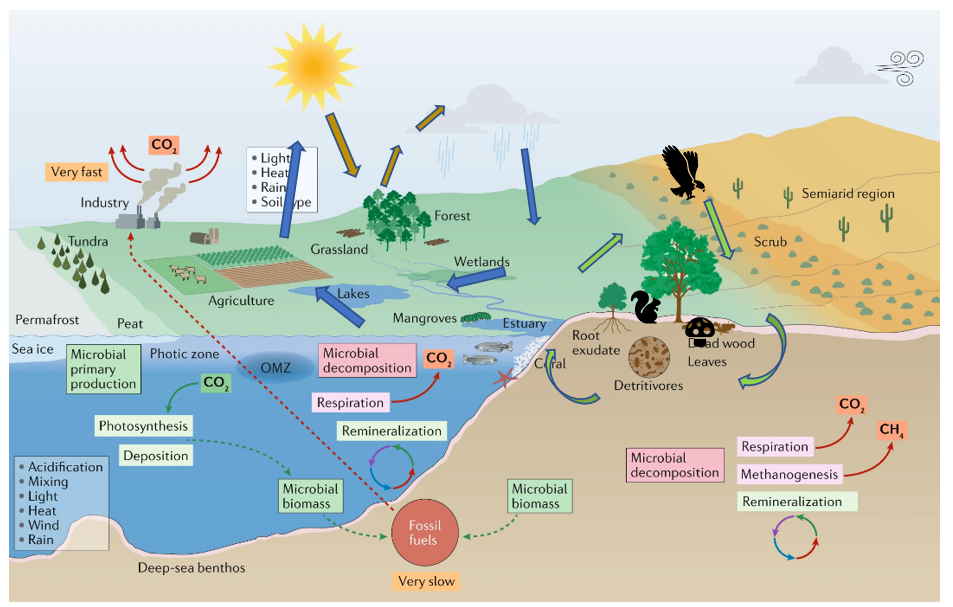 CO₂
Very fast
Industry
• Light
• Heat
• Rain
• Soil type
Semiarid region
Tundra
Forest
Grassland
Scrub
Wetlands
Agriculture
Lakes
Permafrost
Peat
Mangroves
Estuary
Sea ice
Photic zone
OMZ
Microbial
primary
production
CO₂
Photosynthesis
Deposition
Microbial
decomposition
CO₂
Respiration
Remineralization
Coral
Root
exudate
Dead wood
Leaves
Detritivores
• Acidification
• Mixing
• Light
• Heat
• Wind
• Rain
Microbial
biomass
Fossil
fuels
Very slow
Microbial
biomass
Deep-sea benthos
Microbial
decomposition
CO₂
CH₄
Respiration
Methanogenesis
Remineralization